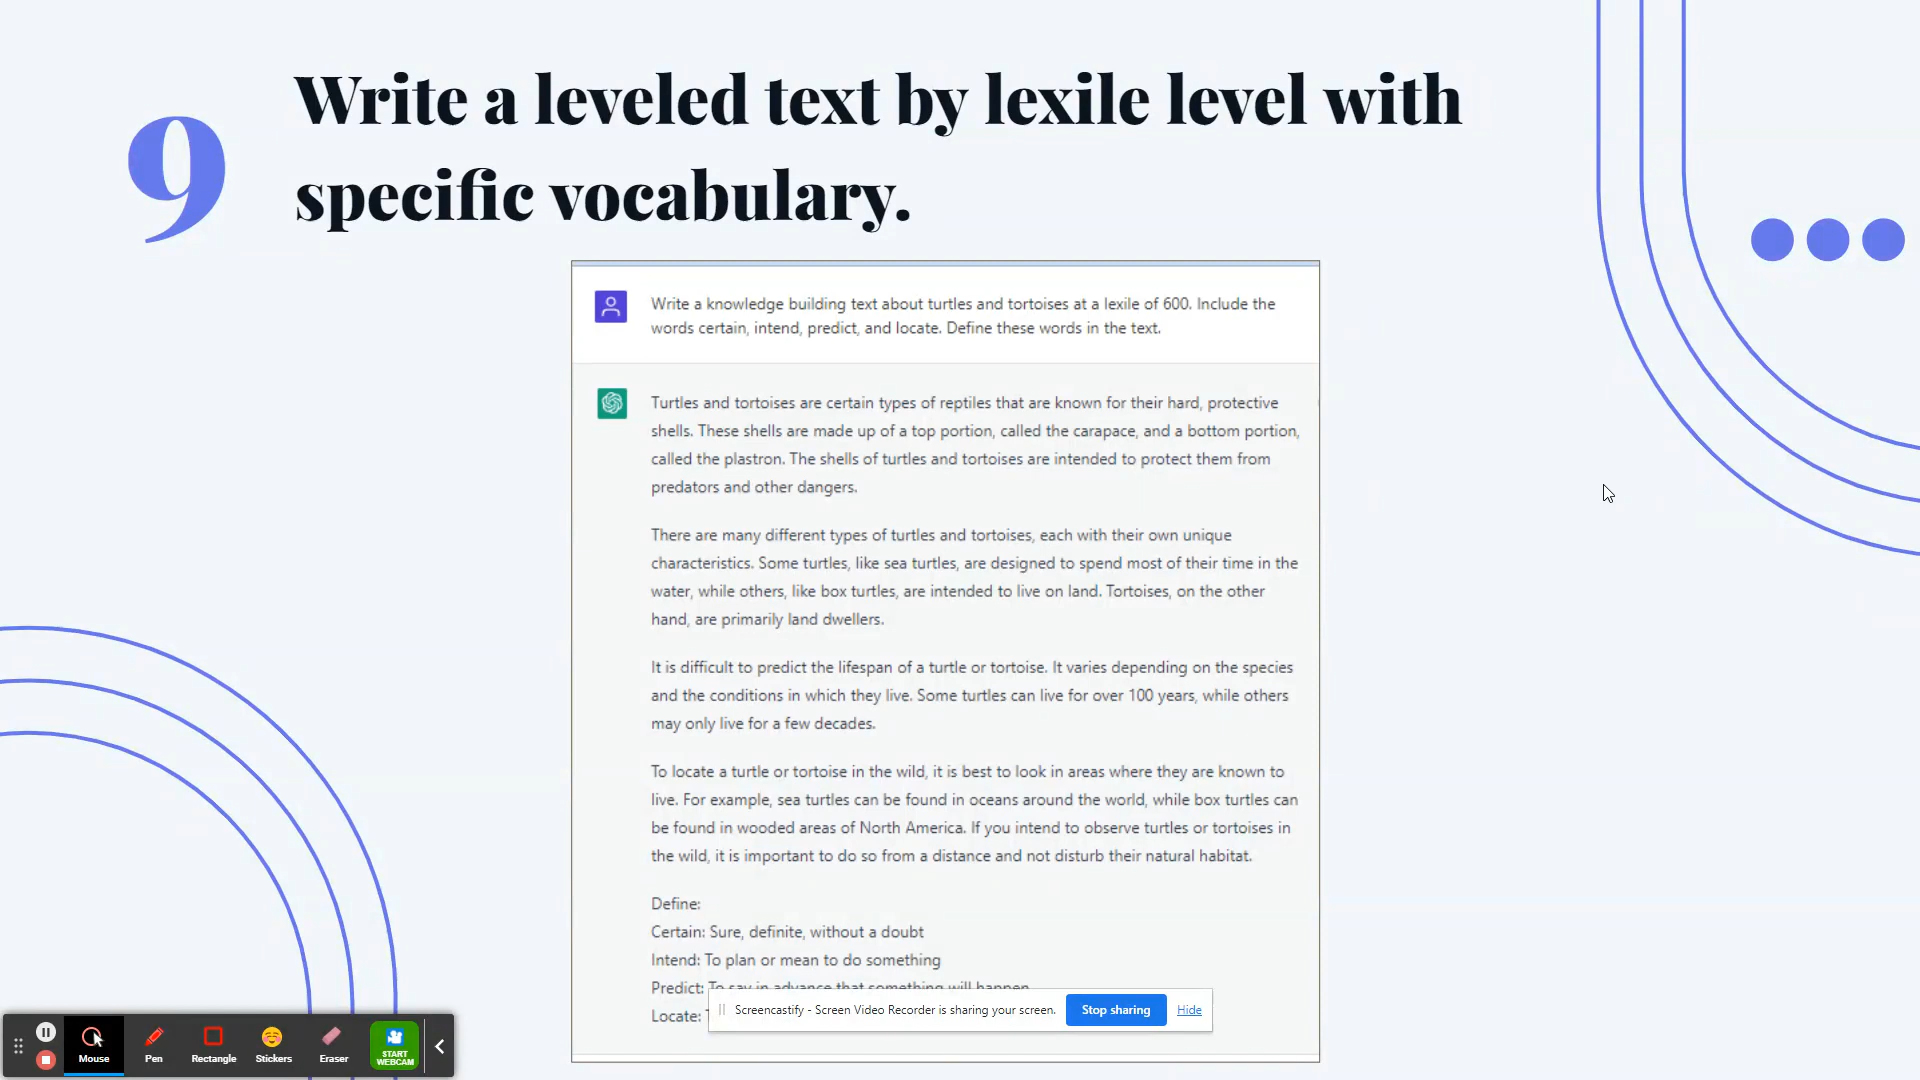 9
Write a leveled text by lexile level with
specific vocabulary.
Write a knowledge building text about turtles and tortoises at a lexile of 600. Include the
words certain, intend, predict, and locate. Define these words in the text.
Turtles and tortoises are certain types of reptiles that are known for their hard, protective
shells. These shells are made up of a top portion, called the carapace, and a bottom portion,
called the plastron. The shells of turtles and tortoises are intended to protect them from
predators and other dangers.
There are many different types of turtles and tortoises, each with their own unique
characteristics. Some turtles, like sea turtles, are designed to spend most of their time in the
water, while others, like box turtles, are intended to live on land. Tortoises, on the other
hand, are primarily land dwellers.
It is difficult to predict the lifespan of a turtle or tortoise. It varies depending on the species
and the conditions in which they live. Some turtles can live for over 100 years, while others
may only live for a few decades.
To locate a turtle or tortoise in the wild, it is best to look in areas where they are known to
live. For example, sea turtles can be found in oceans around the world, while box turtles can
be found in wooded areas of North America. If you intend to observe turtles or tortoises in
the wild, it is important to do so from a distance and not disturb their natural habitat.
Define:
Certain: Sure, definite, without a doubt
Intend: To plan or mean to do something
Predict: To say in advance that something will happen
Locate:
Screencastify - Screen Video Recorder is sharing your screen.
Stop sharing
Hide
Mouse
Pen
Rectangle
Stickers
Eraser
START
WEBCAM